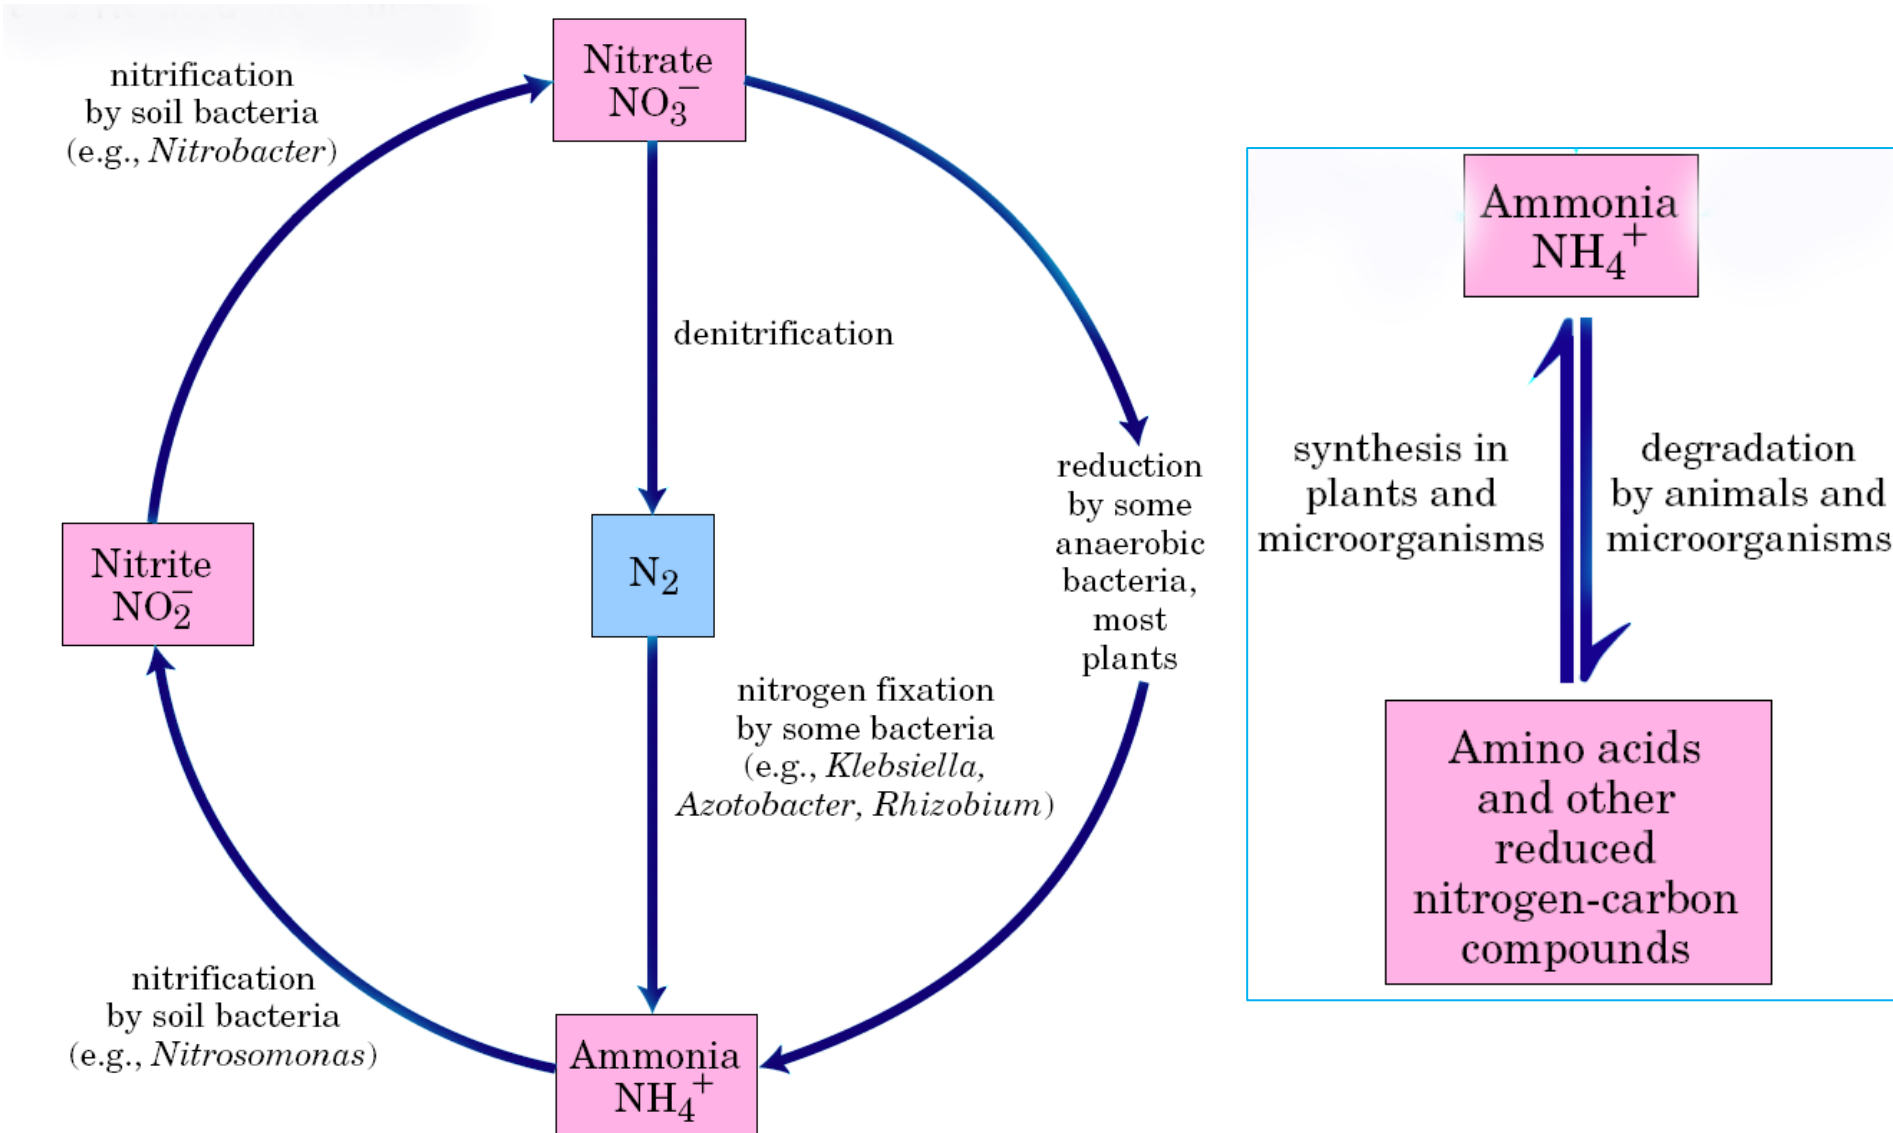 Nitrate
NO₃⁻
nitrification
by soil bacteria
(e.g., Nitrobacter)
denitrification
reduction
by some
anaerobic
bacteria,
most
plants
Nitrite
NO₂⁻
N₂
nitrogen fixation
by some bacteria
(e.g., Klebsiella,
Azotobacter, Rhizobium)
nitrification
by soil bacteria
(e.g., Nitrosomonas)
Ammonia
NH₄⁺
Ammonia
NH₄⁺
synthesis in
plants and
microorganisms
degradation
by animals and
microorganisms
Amino acids
and other
reduced
nitrogen-carbon
compounds